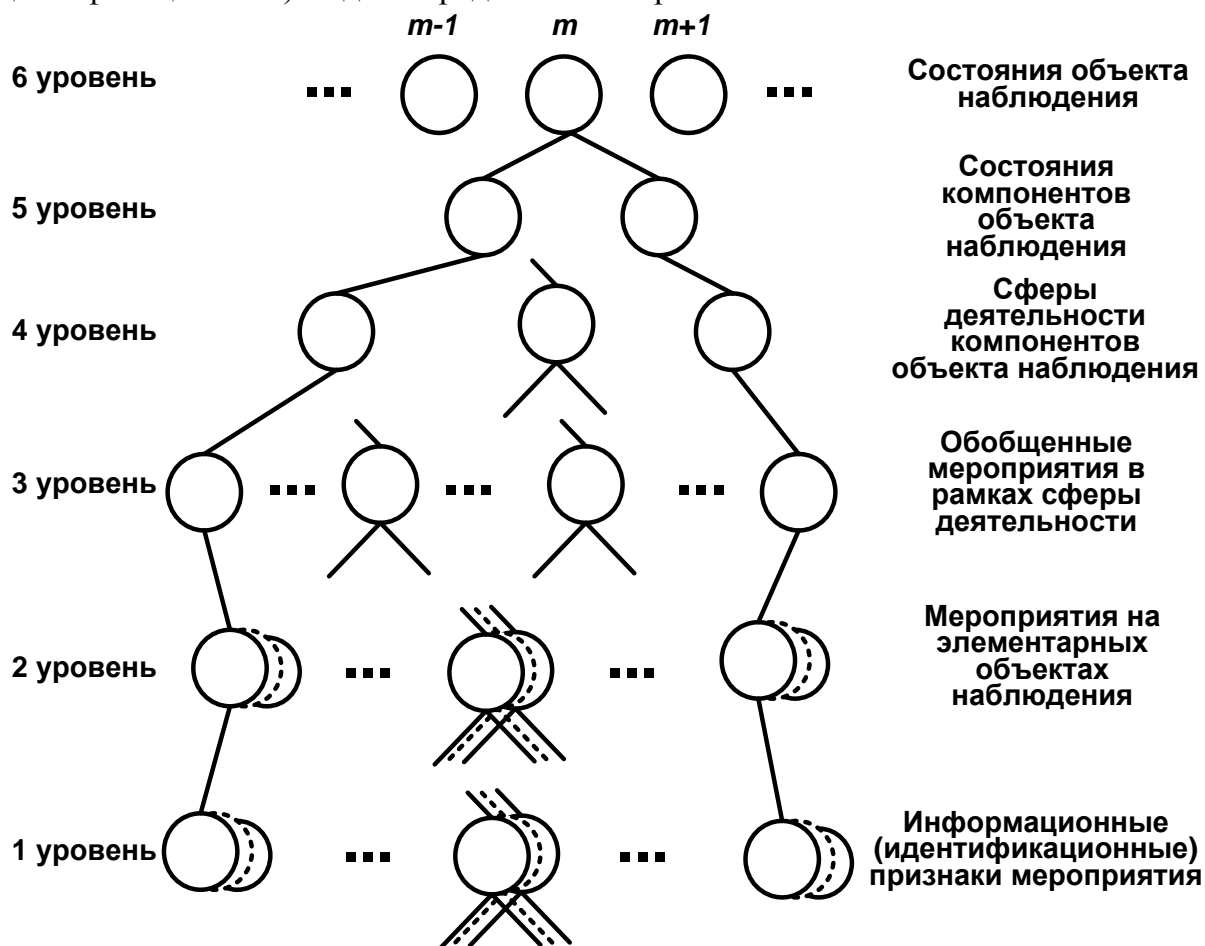 m-1 m m+1
6 уровень
Состояния объекта
наблюдения
5 уровень
Состояния
компонентов
объекта
наблюдения
4 уровень
Сферы
деятельности
компонентов
объекта наблюдения
3 уровень
Обобщенные
мероприятия в
рамках сферы
деятельности
2 уровень
Мероприятия на
элементарных
объектах
наблюдения
1 уровень
Информационные
(идентификационные)
признаки мероприятия